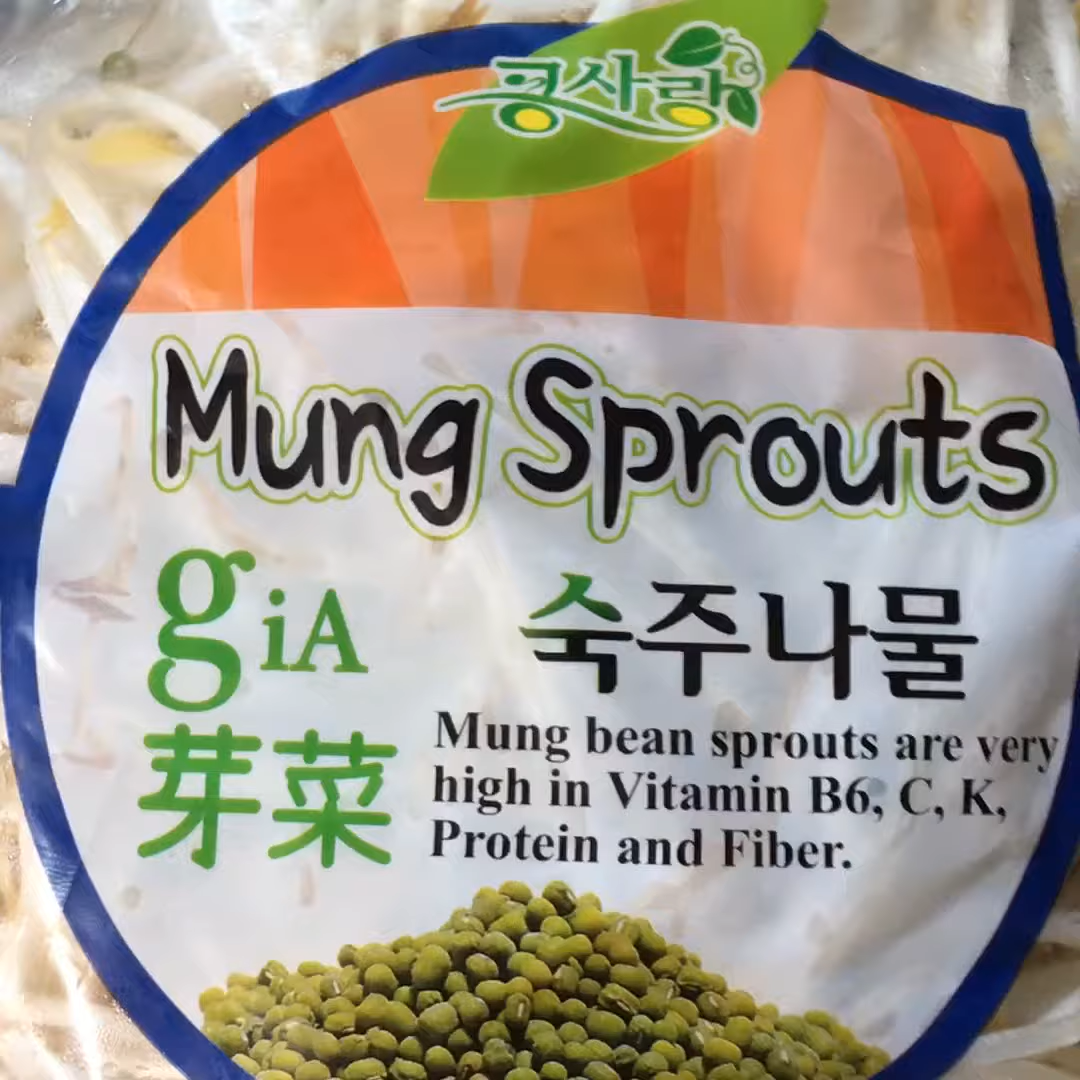 콩사랑
Mung Sprouts
giA
숙주나물
芽菜
Mung bean sprouts are very
high in Vitamin B6, C, K,
Protein and Fiber.